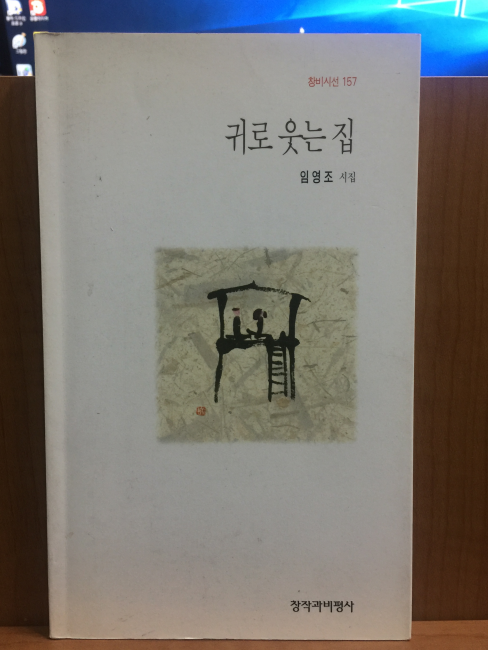 창비시선 157
귀로 웃는 집
임영조 시집
창작과비평사